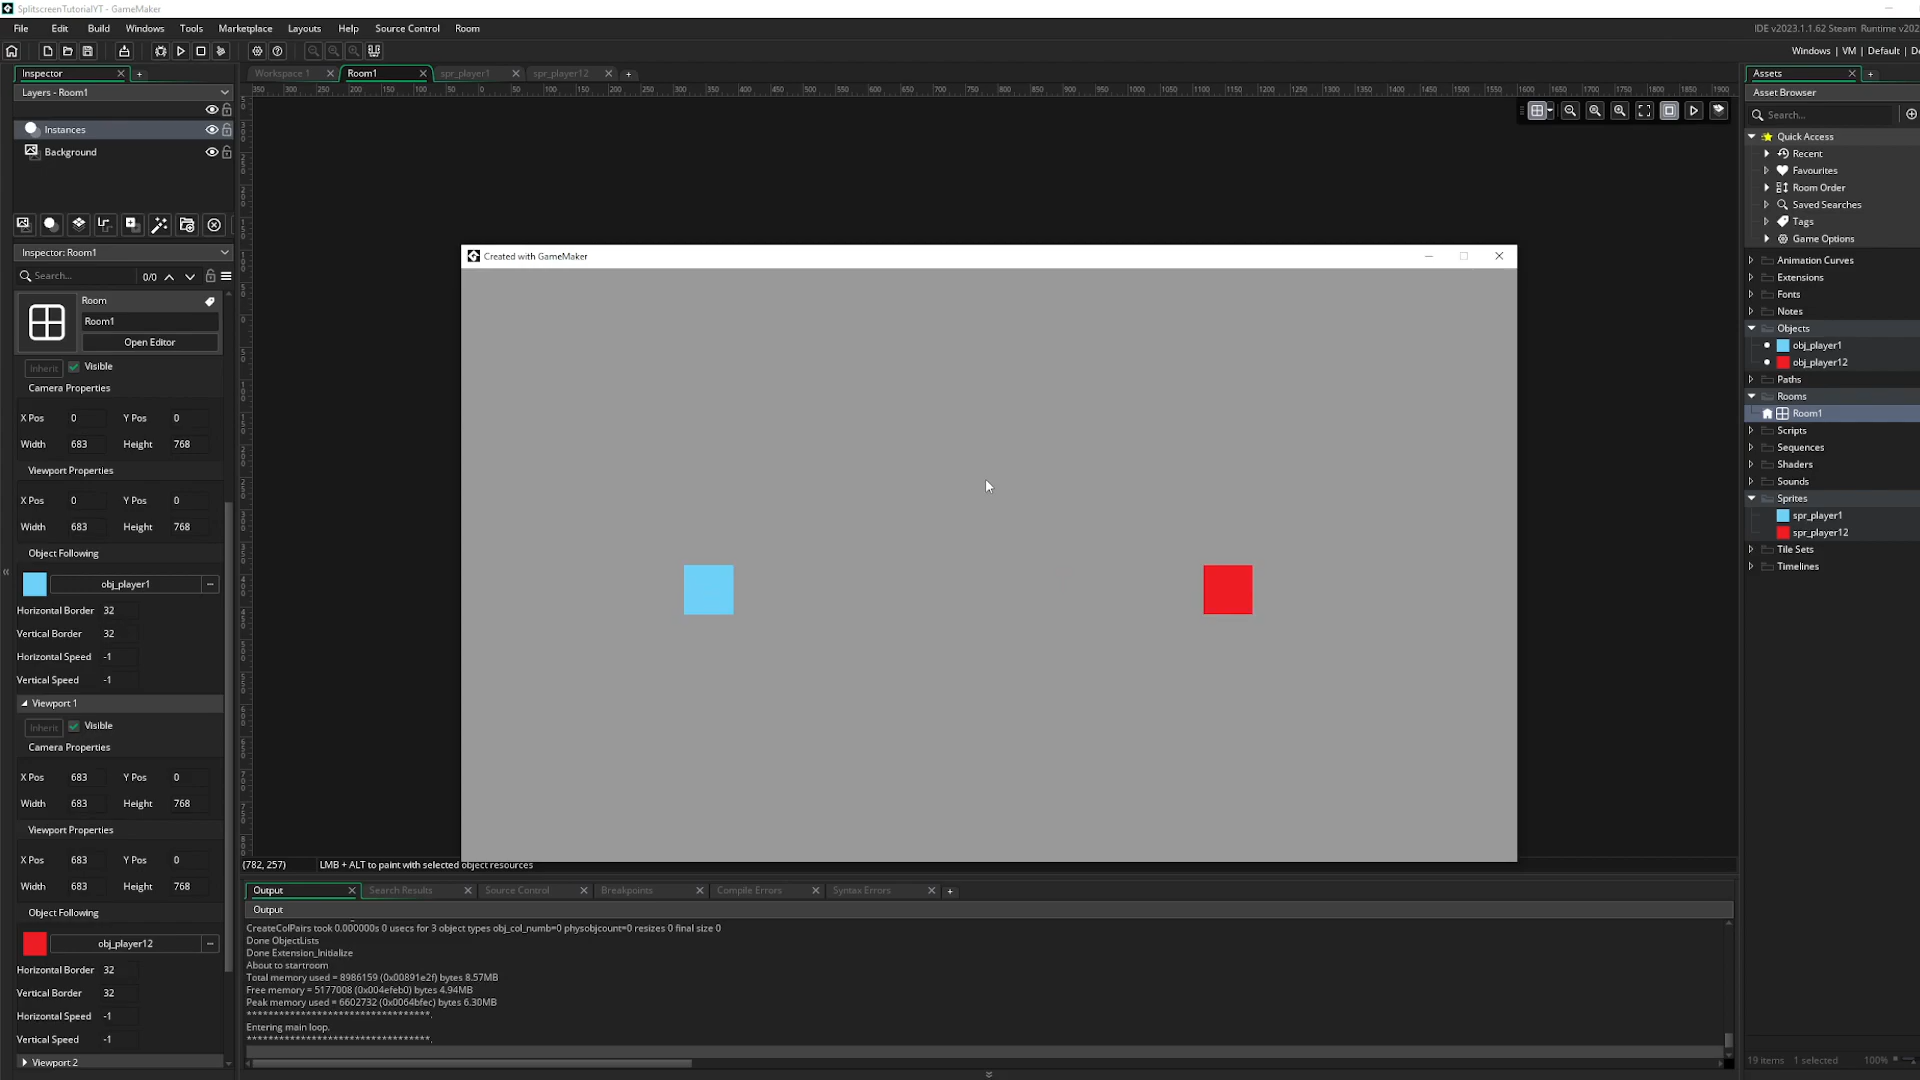 SplitscreenTutorialYT - GameMaker
File Edit Build Windows Tools Marketplace Layouts Help Source Control Room
IDE v2023.1.1.62 Steam Runtime v202
Windows | VM | Default | De
Inspector
Workspace 1 Room1 spr_player1 spr_player12
Assets
Layers - Room1
Asset Browser
Search...
Instances
Background
Quick Access
Recent
Favourites
Room Order
Saved Searches
Tags
Game Options
Animation Curves
Extensions
Fonts
Notes
Objects
obj_player1
obj_player12
Paths
Rooms
Room1
Scripts
Sequences
Shaders
Sounds
Sprites
spr_player1
spr_player12
Tile Sets
Timelines
Inspector: Room1
Search... 0/0
Room
Room1
Open Editor
Inherit Visible
Camera Properties
X Pos 0 Y Pos 0
Width 683 Height 768
Viewport Properties
X Pos 0 Y Pos 0
Width 683 Height 768
Object Following
obj_player1
Horizontal Border 32
Vertical Border 32
Horizontal Speed -1
Vertical Speed -1
Viewport 1
Inherit Visible
Camera Properties
X Pos 683 Y Pos 0
Width 683 Height 768
Viewport Properties
X Pos 683 Y Pos 0
Width 683 Height 768
Object Following
obj_player12
Horizontal Border 32
Vertical Border 32
Horizontal Speed -1
Vertical Speed -1
Viewport 2
Created with GameMaker
(782, 257) LMB + ALT to paint with selected object resources
Output Search Results Source Control Breakpoints Compile Errors Syntax Errors
Output
CreateColPairs took 0.000000s 0 usecs for 3 object types obj_col_numb=0 physobjcount=0 resizes 0 final size 0
Done ObjectLists
Done Extension_Initialize
About to startroom
Total memory used = 8986159 (0x00891e2f) bytes 8.57MB
Free memory = 5177008 (0x004efeb0) bytes 4.94MB
Peak memory used = 6602732 (0x0064bfec) bytes 6.30MB
**********************************.
Entering main loop.
**********************************.
19 items 1 selected 100%